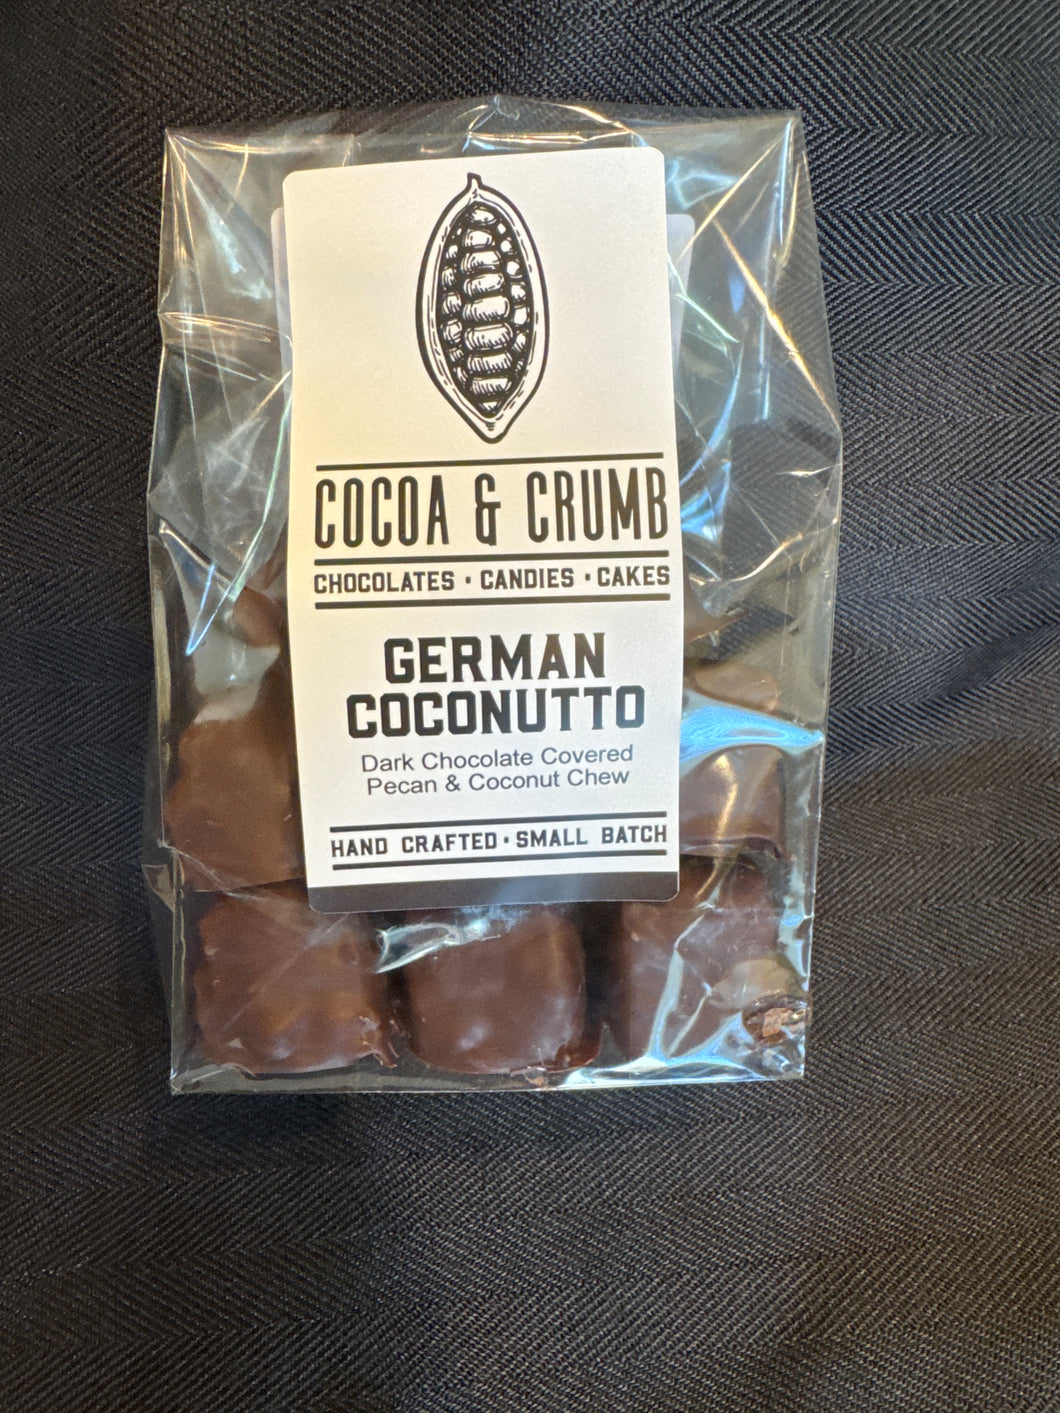 COCOA & CRUMB
CHOCOLATES · CANDIES · CAKES
GERMAN
COCONUTTO
Dark Chocolate Covered
Pecan & Coconut Chew
HAND CRAFTED · SMALL BATCH